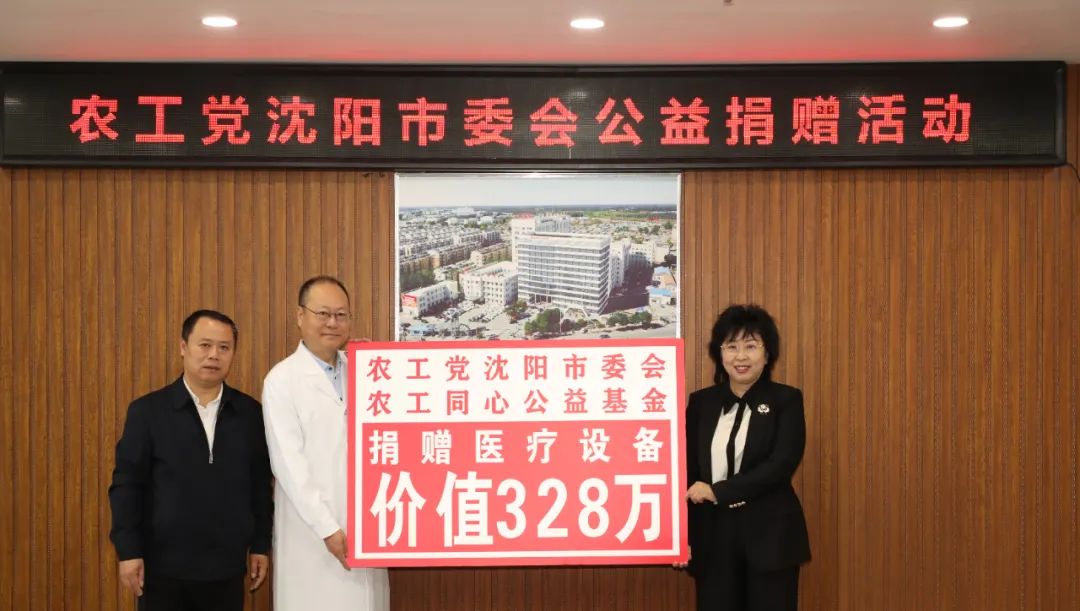 农工党沈阳市委会公益捐赠活动
农工党沈阳市委会
农工同心公益基金
捐赠医疗设备
价值328万